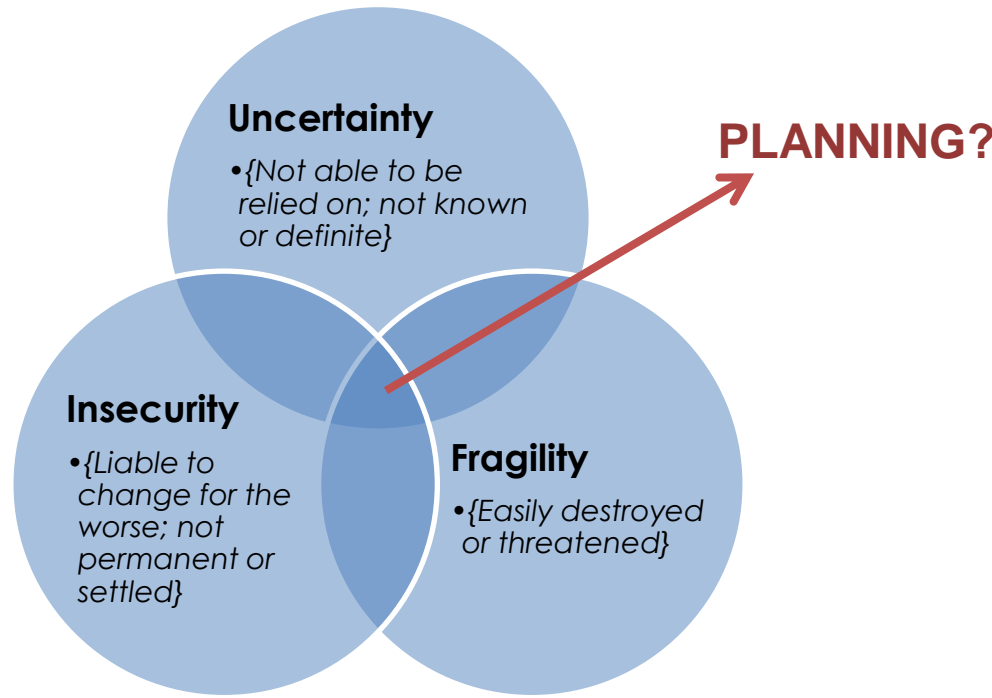 Uncertainty
•{Not able to be
relied on; not known
or definite}
PLANNING?
Insecurity
•{Liable to
change for the
worse; not
permanent or
settled}
Fragility
•{Easily destroyed
or threatened}